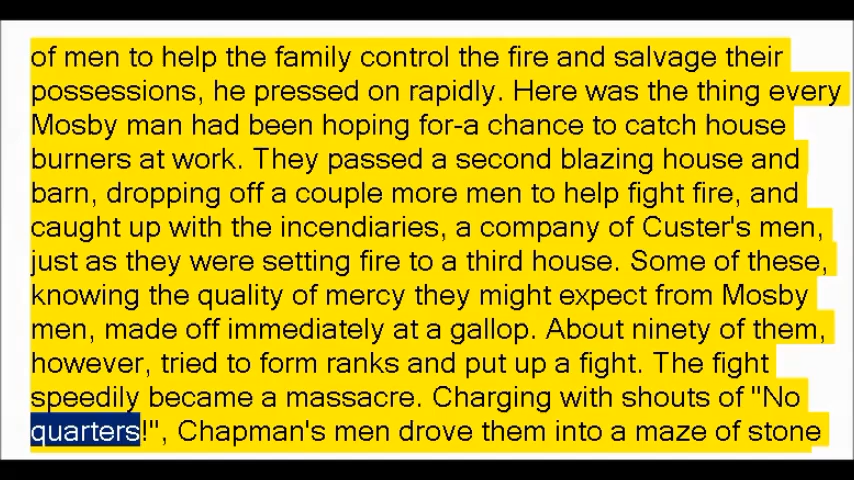 of men to help the family control the fire and salvage their
possessions, he pressed on rapidly. Here was the thing every
Mosby man had been hoping for-a chance to catch house
burners at work. They passed a second blazing house and
barn, dropping off a couple more men to help fight fire, and
caught up with the incendiaries, a company of Custer's men,
just as they were setting fire to a third house. Some of these,
knowing the quality of mercy they might expect from Mosby
men, made off immediately at a gallop. About ninety of them,
however, tried to form ranks and put up a fight. The fight
speedily became a massacre. Charging with shouts of "No
quarters!", Chapman's men drove them into a maze of stone